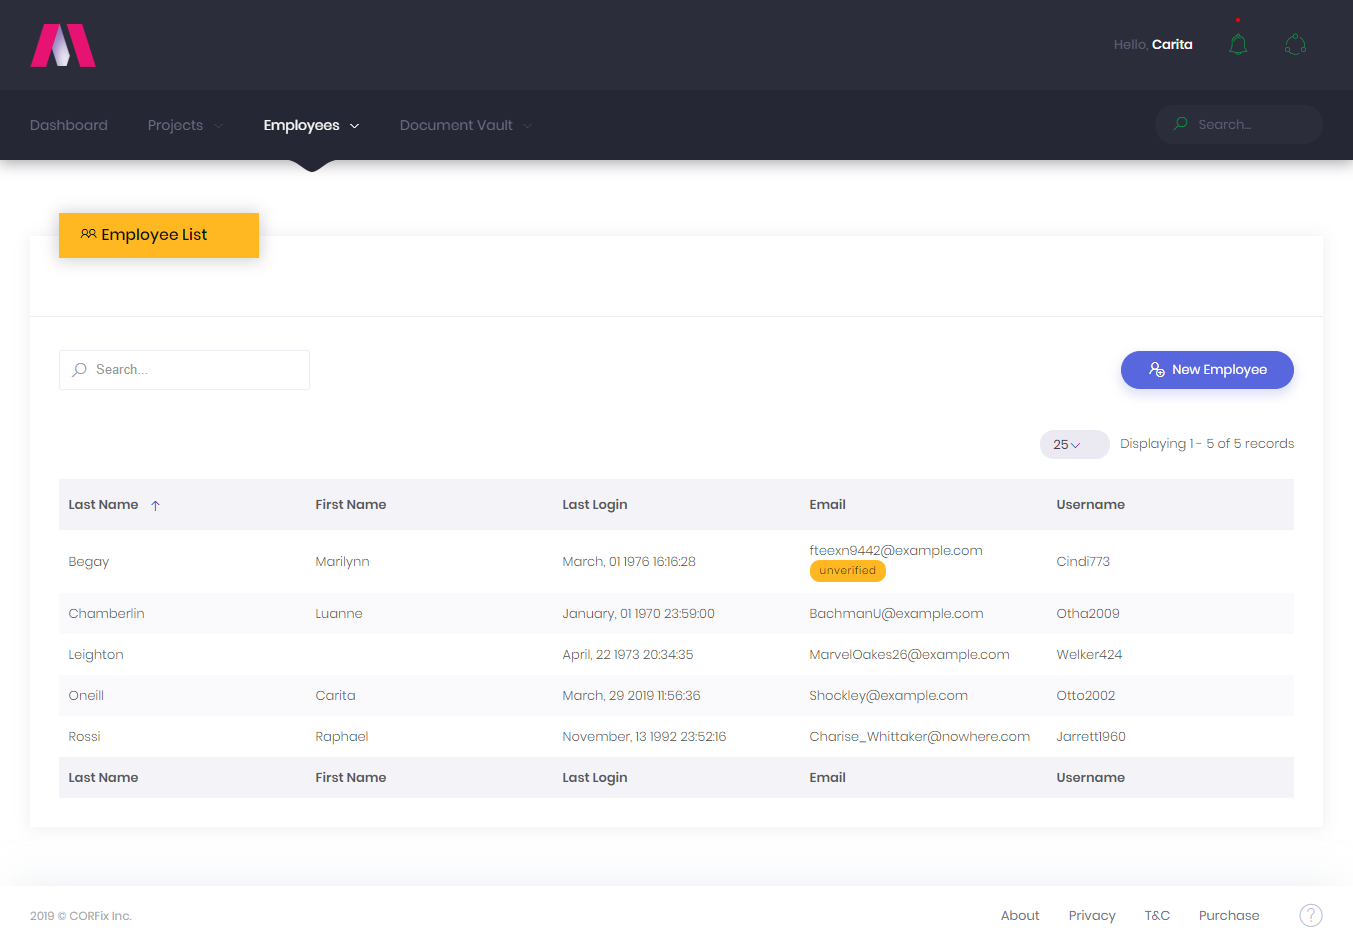 Hello, Carita
Dashboard Projects Employees Document Vault Search...
Employee List
Search... New Employee
25 Displaying 1 - 5 of 5 records
Last Name First Name Last Login Email Username
Begay Marilynn March, 01 1976 16:16:28 fteexn9442@example.com Cindi773
unverified
Chamberlin Luanne January, 01 1970 23:59:00 BachmanU@example.com Otha2009
Leighton April, 22 1973 20:34:35 MarvelOakes26@example.com Welker424
Oneill Carita March, 29 2019 11:56:36 Shockley@example.com Otto2002
Rossi Raphael November, 13 1992 23:52:16 Charise_Whittaker@nowhere.com Jarrett1960
Last Name First Name Last Login Email Username
2019 © CORFix Inc. About Privacy T&C Purchase ?